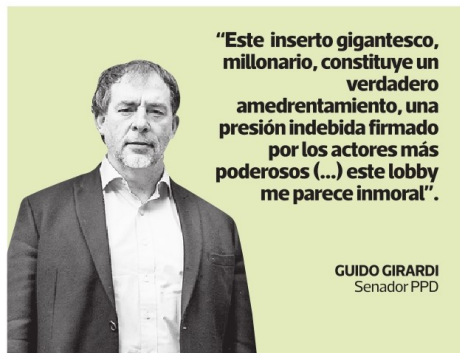 “Este inserto gigantesco,
millonario, constituye un
verdadero
amedrentamiento, una
presión indebida firmado
por los actores más
poderosos (...) este lobby
me parece inmoral”.
GUIDO GIRARDI
Senador PPD